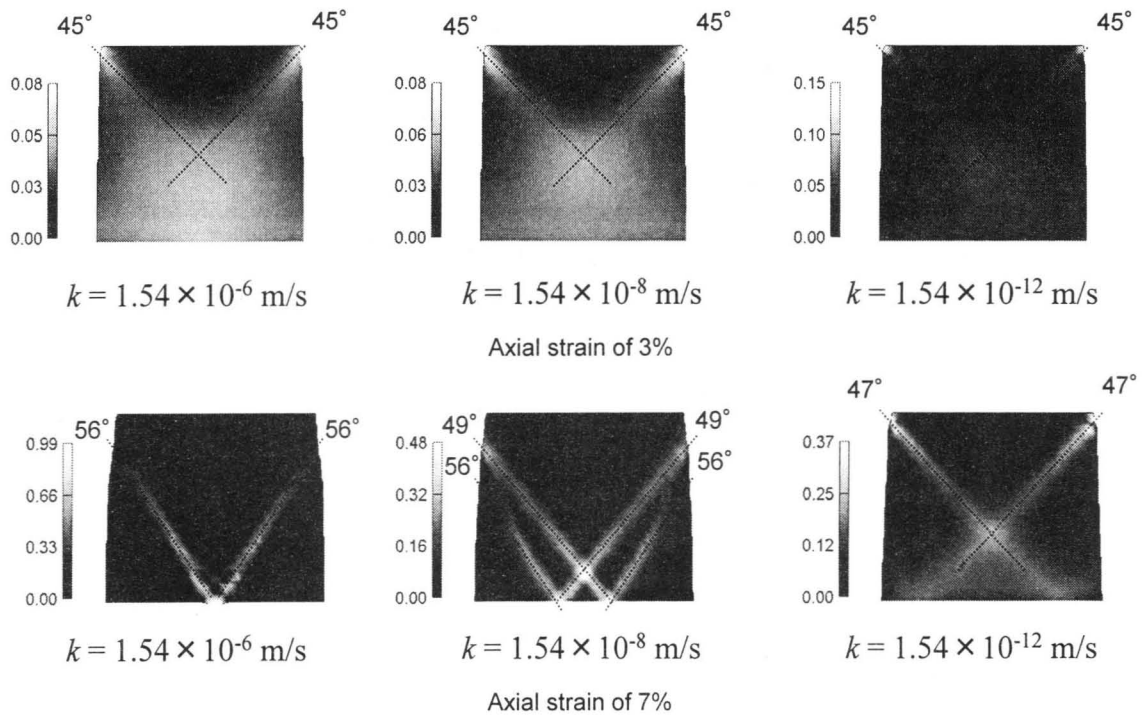 45° 45° 45° 45° 45° 45°
0.08 0.08 0.15
0.05 0.06 0.10
0.03 0.05
0.00 0.00 0.00
k = 1.54 × 10-6 m/s k = 1.54 × 10-8 m/s k = 1.54 × 10-12 m/s
Axial strain of 3%
47° 47°
56° 56° 49° 49°
0.99 0.48 0.37
56° 56°
0.66 0.32 0.25
0.33 0.16 0.12
0.00 0.00 0.00
k = 1.54 × 10-6 m/s k = 1.54 × 10-8 m/s k = 1.54 × 10-12 m/s
Axial strain of 7%